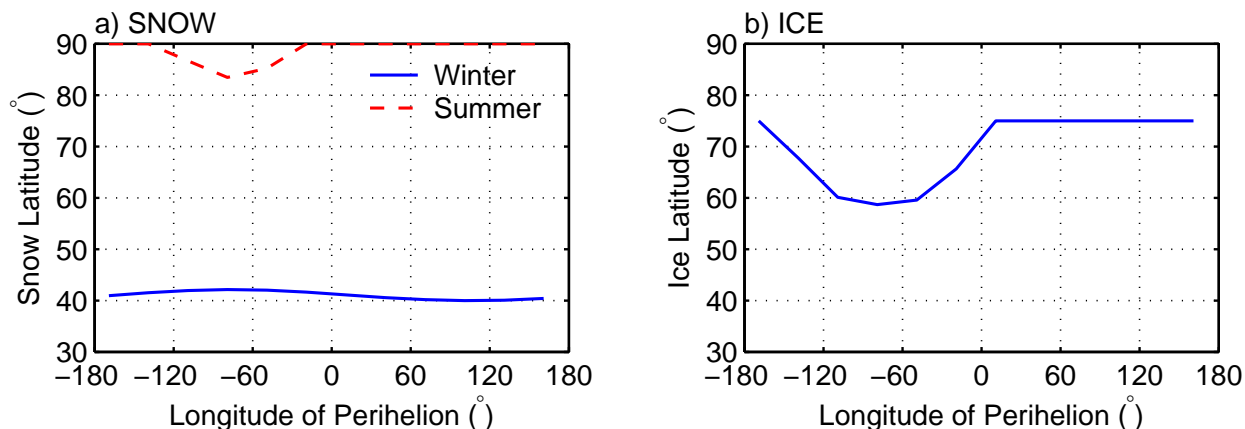 a) SNOW
90
80
70
60
50
40
30
Snow Latitude (°)
Winter
Summer
−180 −120 −60 0 60 120 180
Longitude of Perihelion (°)
b) ICE
90
80
70
60
50
40
30
Ice Latitude (°)
−180 −120 −60 0 60 120 180
Longitude of Perihelion (°)